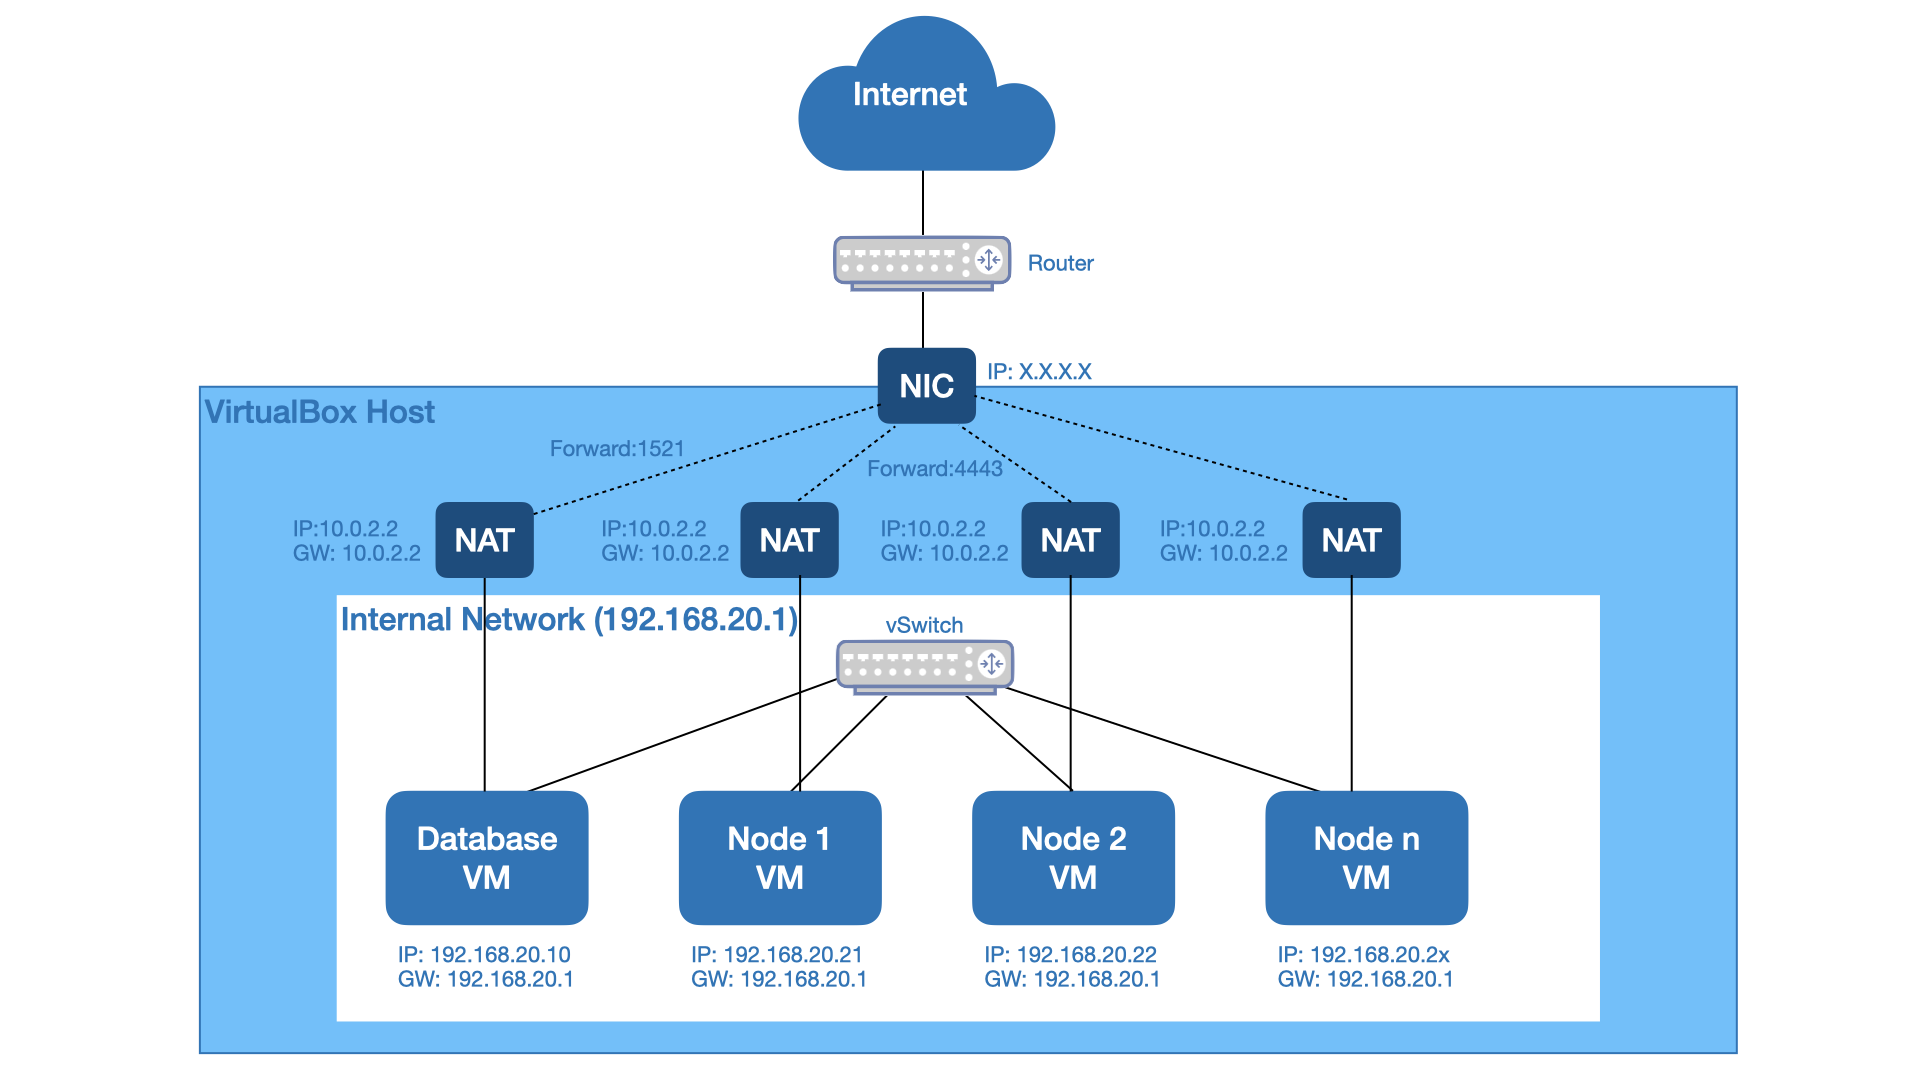 Internet
Router
NIC
IP: X.X.X.X
VirtualBox Host
Forward:1521
Forward:4443
IP:10.0.2.2
GW: 10.0.2.2
NAT
IP:10.0.2.2
GW: 10.0.2.2
NAT
IP:10.0.2.2
GW: 10.0.2.2
NAT
IP:10.0.2.2
GW: 10.0.2.2
NAT
Internal Network (192.168.20.1)
vSwitch
Database
VM
Node 1
VM
Node 2
VM
Node n
VM
IP: 192.168.20.10
GW: 192.168.20.1
IP: 192.168.20.21
GW: 192.168.20.1
IP: 192.168.20.22
GW: 192.168.20.1
IP: 192.168.20.2x
GW: 192.168.20.1